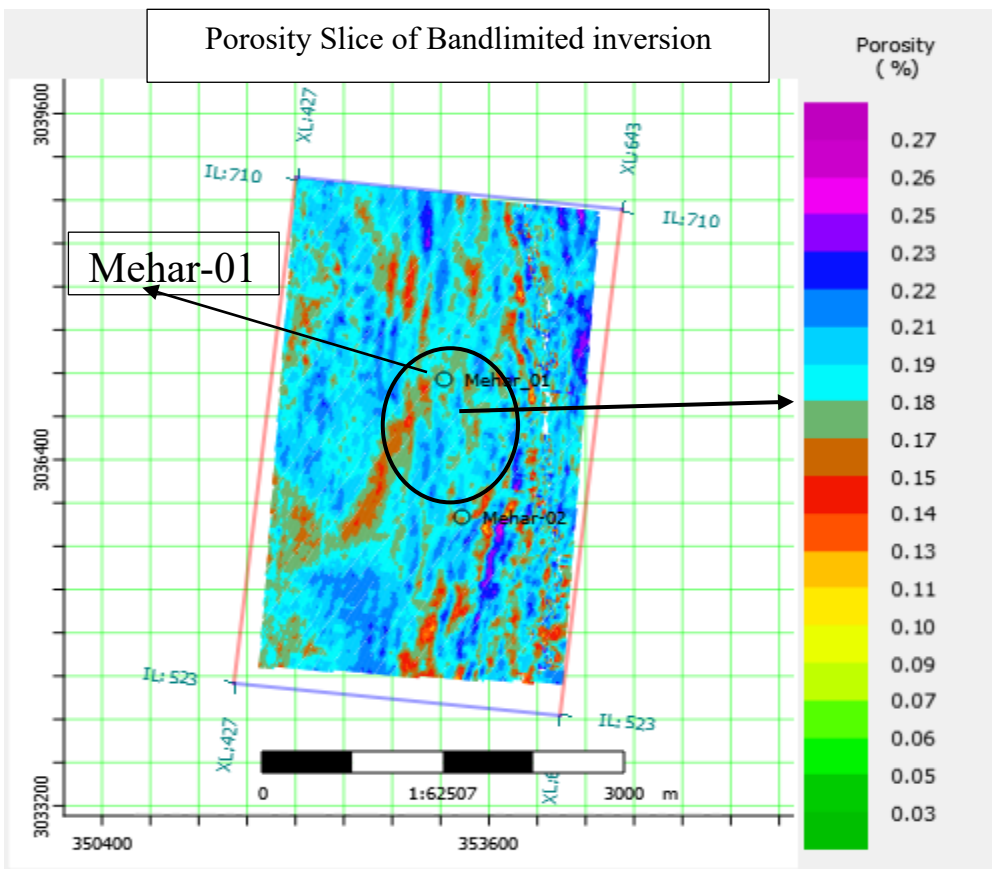 Porosity Slice of Bandlimited inversion
Porosity
( %)
0.27
0.26
0.25
0.23
0.22
0.21
0.19
0.18
0.17
0.15
0.14
0.13
0.11
0.10
0.09
0.07
0.06
0.05
0.03
3039600
3036400
3033200
XL:427
XL:643
IL:710
IL:710
Mehar-01
Mehar_01
Mehar-02
IL:523
IL:523
XL:427
0 1:62507 3000 m
350400 353600